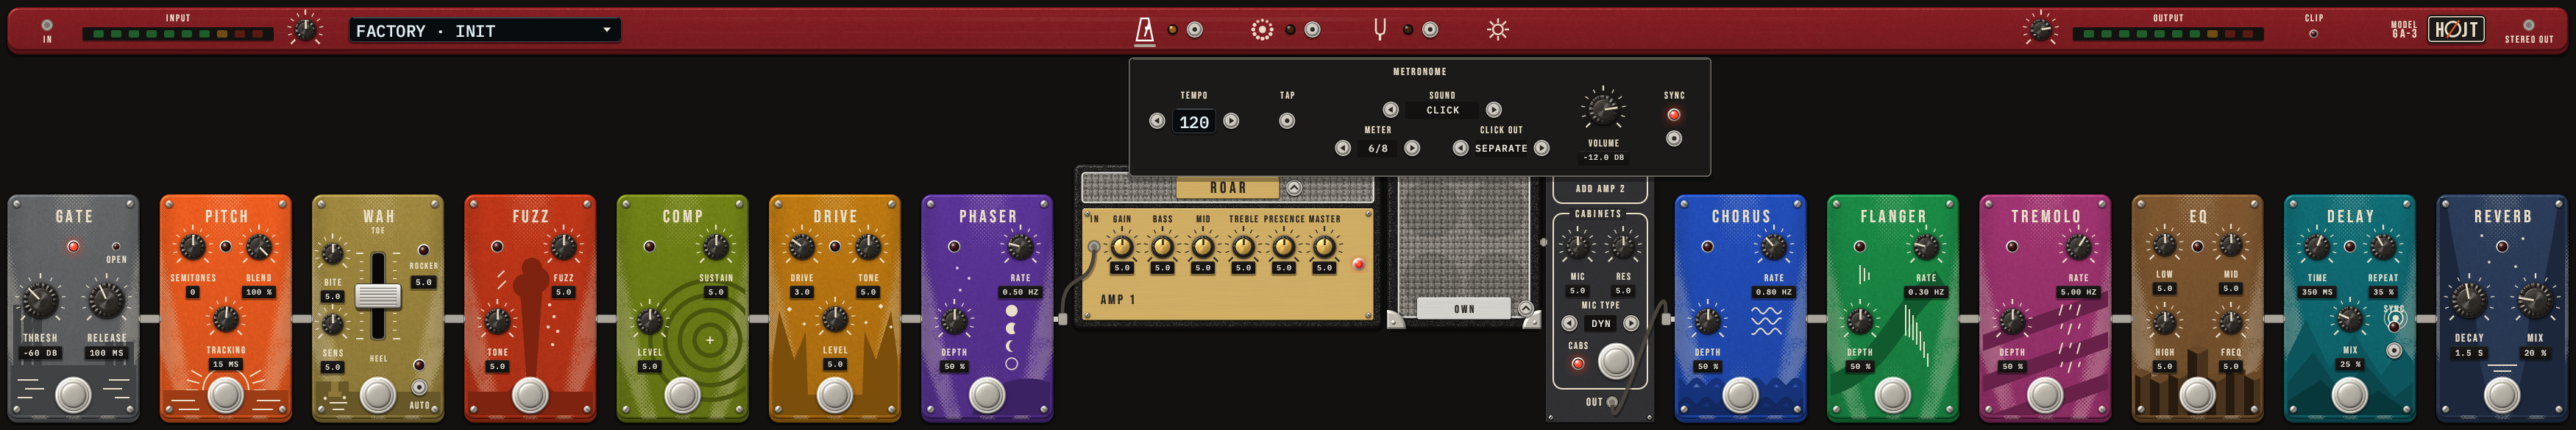 INPUT
IN
FACTORY · INIT
OUTPUT
CLIP
MODEL
GA-3
HØJT
STEREO OUT
METRONOME
TEMPO
120
TAP
SOUND
CLICK
METER
6/8
CLICK OUT
SEPARATE
VOLUME
-12.0 DB
SYNC
GATE
OPEN
THRESH
-60 DB
RELEASE
100 MS
PITCH
SEMITONES
0
BLEND
100 %
TRACKING
15 MS
WAH
TOE
ROCKER
5.0
BITE
5.0
SENS
5.0
HEEL
AUTO
FUZZ
FUZZ
5.0
TONE
5.0
COMP
SUSTAIN
5.0
LEVEL
5.0
DRIVE
DRIVE
3.0
TONE
5.0
LEVEL
5.0
PHASER
RATE
0.50 HZ
DEPTH
50 %
ROAR
IN GAIN BASS MID TREBLE PRESENCE MASTER
5.0 5.0 5.0 5.0 5.0 5.0
AMP 1
OWN
ADD AMP 2
CABINETS
MIC
5.0
RES
5.0
MIC TYPE
DYN
CABS
OUT
CHORUS
RATE
0.80 HZ
DEPTH
50 %
FLANGER
RATE
0.30 HZ
DEPTH
50 %
TREMOLO
RATE
5.00 HZ
DEPTH
50 %
EQ
LOW
5.0
MID
5.0
HIGH
5.0
FREQ
5.0
DELAY
TIME
350 MS
REPEAT
35 %
SYNC
MIX
25 %
REVERB
DECAY
1.5 S
MIX
20 %